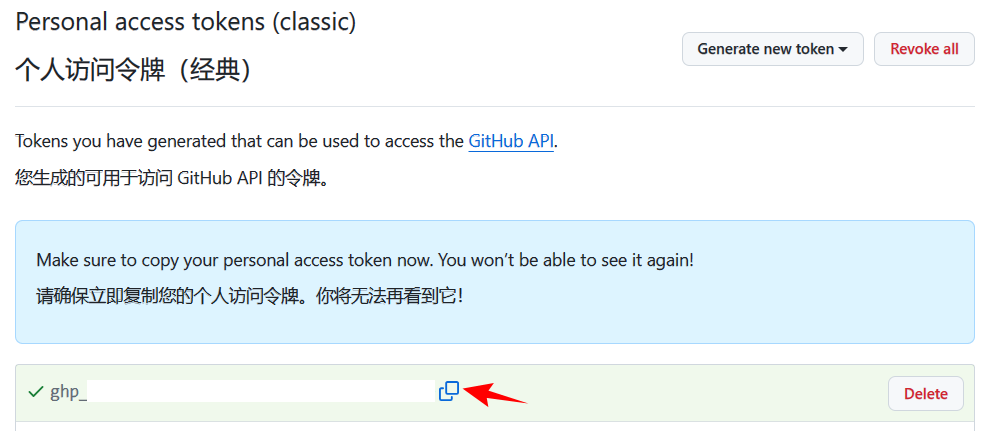 Personal access tokens (classic)
个人访问令牌（经典）
Generate new token
Revoke all
Tokens you have generated that can be used to access the GitHub API.
您生成的可用于访问 GitHub API 的令牌。
Make sure to copy your personal access token now. You won’t be able to see it again!
请确保立即复制您的个人访问令牌。你将无法再看到它！
ghp_
Delete